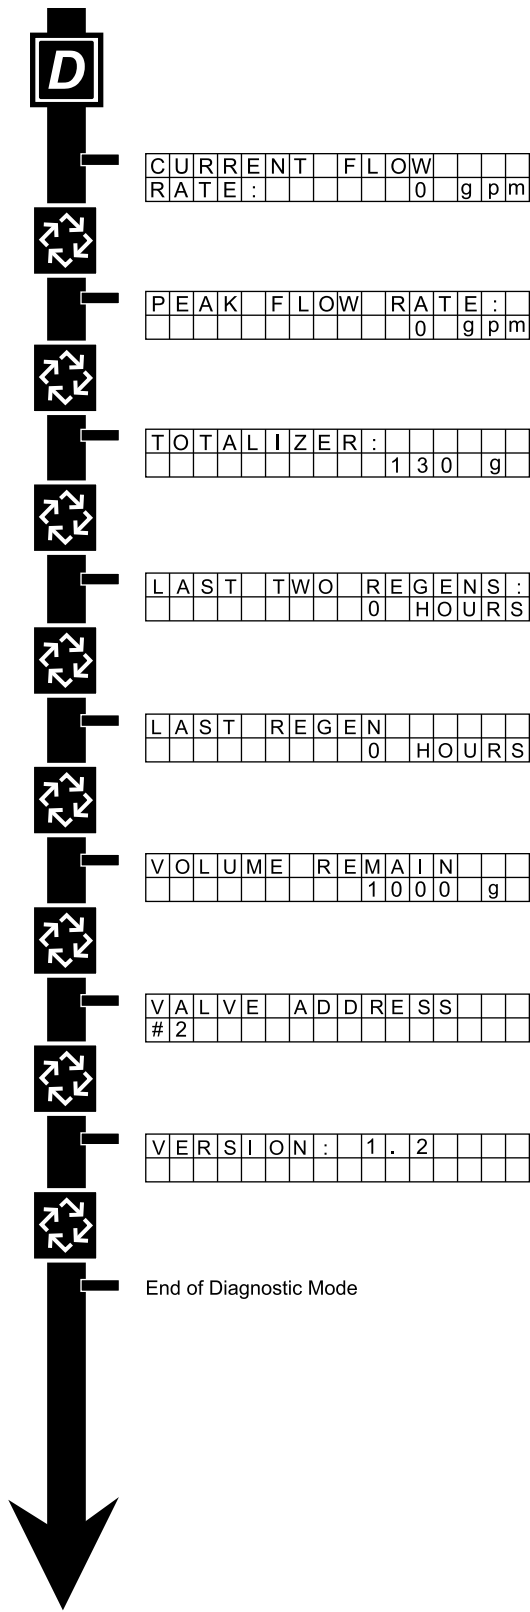 D
CURRENT FLOW
RATE: 0 gpm
PEAK FLOW RATE:
0 gpm
TOTALIZER:
130 g
LAST TWO REGENS:
0 HOURS
LAST REGEN
0 HOURS
VOLUME REMAIN
1000 g
VALVE ADDRESS
#2
VERSION: 1.2
End of Diagnostic Mode